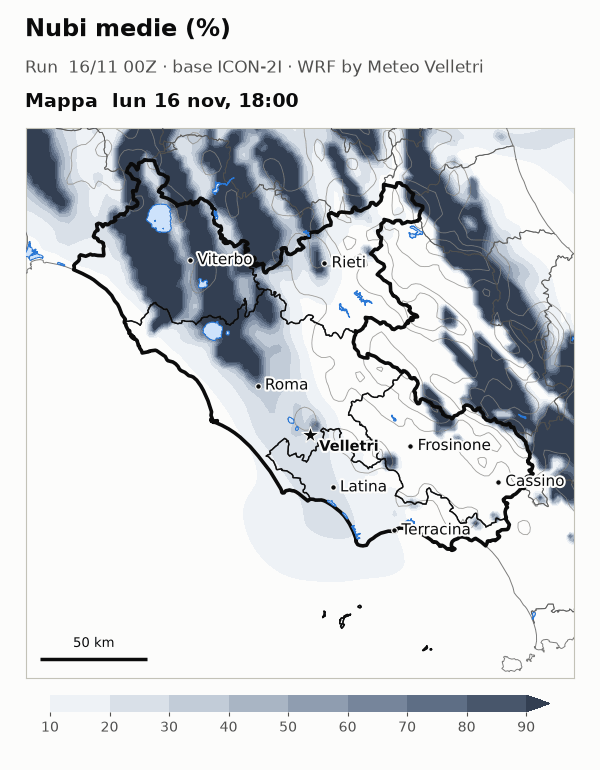 Nubi medie (%)
Run 16/11 00Z · base ICON-2I · WRF by Meteo Velletri
Mappa lun 16 nov, 18:00
Viterbo
Rieti
Roma
Velletri
Frosinone
Cassino
Latina
Terracina
50 km
10 20 30 40 50 60 70 80 90